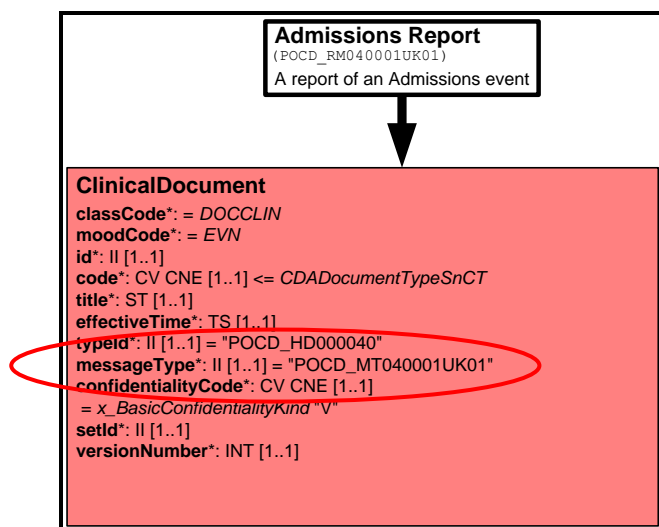 Admissions Report
(POCD_RM040001UK01)
A report of an Admissions event
ClinicalDocument
classCode*: = DOCCLIN
moodCode*: = EVN
id*: II [1..1]
code*: CV CNE [1..1] <= CDADocumentTypeSnCT
title*: ST [1..1]
effectiveTime*: TS [1..1]
typeId*: II [1..1] = "POCD_HD000040"
messageType*: II [1..1] = "POCD_MT040001UK01"
confidentialityCode*: CV CNE [1..1]
= x_BasicConfidentialityKind "V"
setId*: II [1..1]
versionNumber*: INT [1..1]